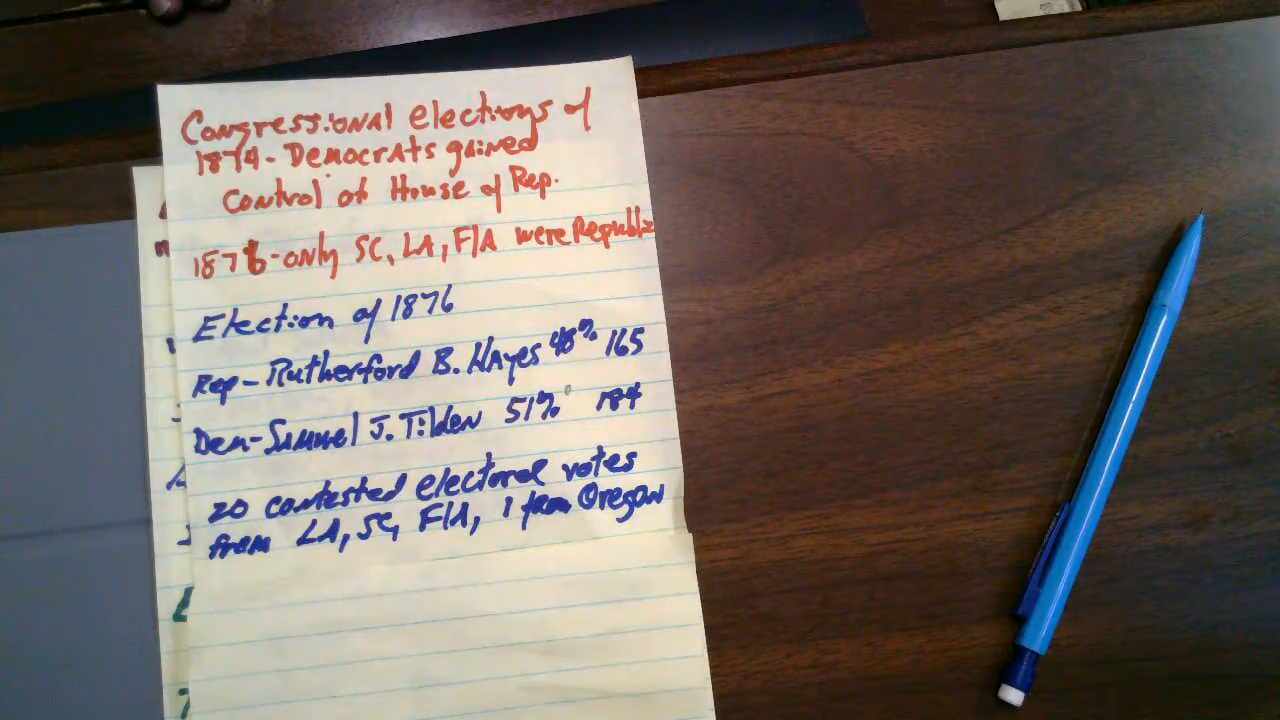 Congressional elections of
1874- Democrats gained
Control of House of Rep.
1876-only SC, LA, FlA were Republic
Election of 1876
Rep-Rutherford B. Hayes 48% 165
Dem-Samuel J. Tilden 51% 184
20 contested electoral votes
from LA, SC, FlA, 1 from Oregon